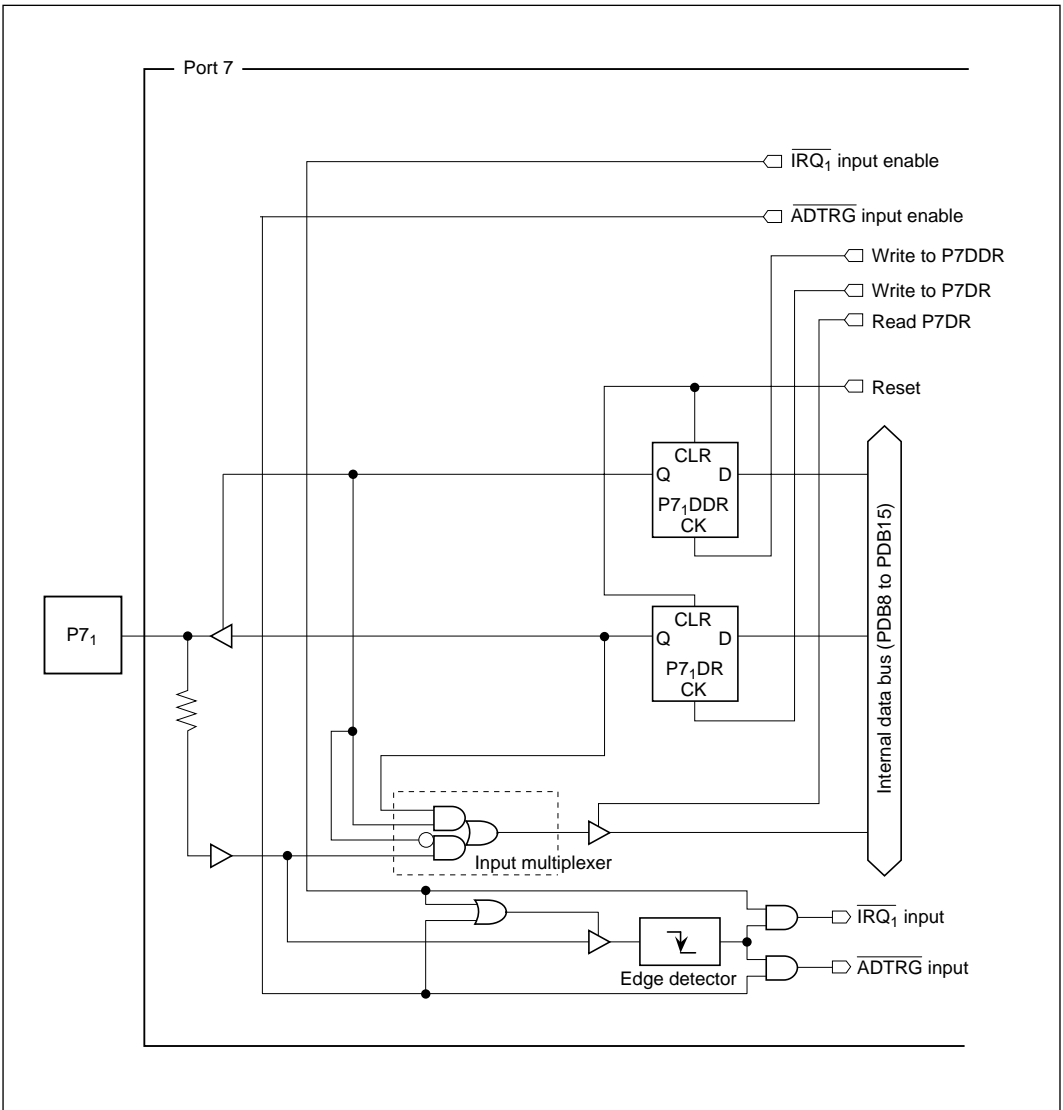 Port 7
IRQ₁ input enable
ADTRG input enable
Write to P7DDR
Write to P7DR
Read P7DR
Reset
CLR
Q D
P7₁DDR
CK
Internal data bus (PDB8 to PDB15)
P7₁
CLR
Q D
P7₁DR
CK
Input multiplexer
IRQ₁ input
Edge detector
ADTRG input